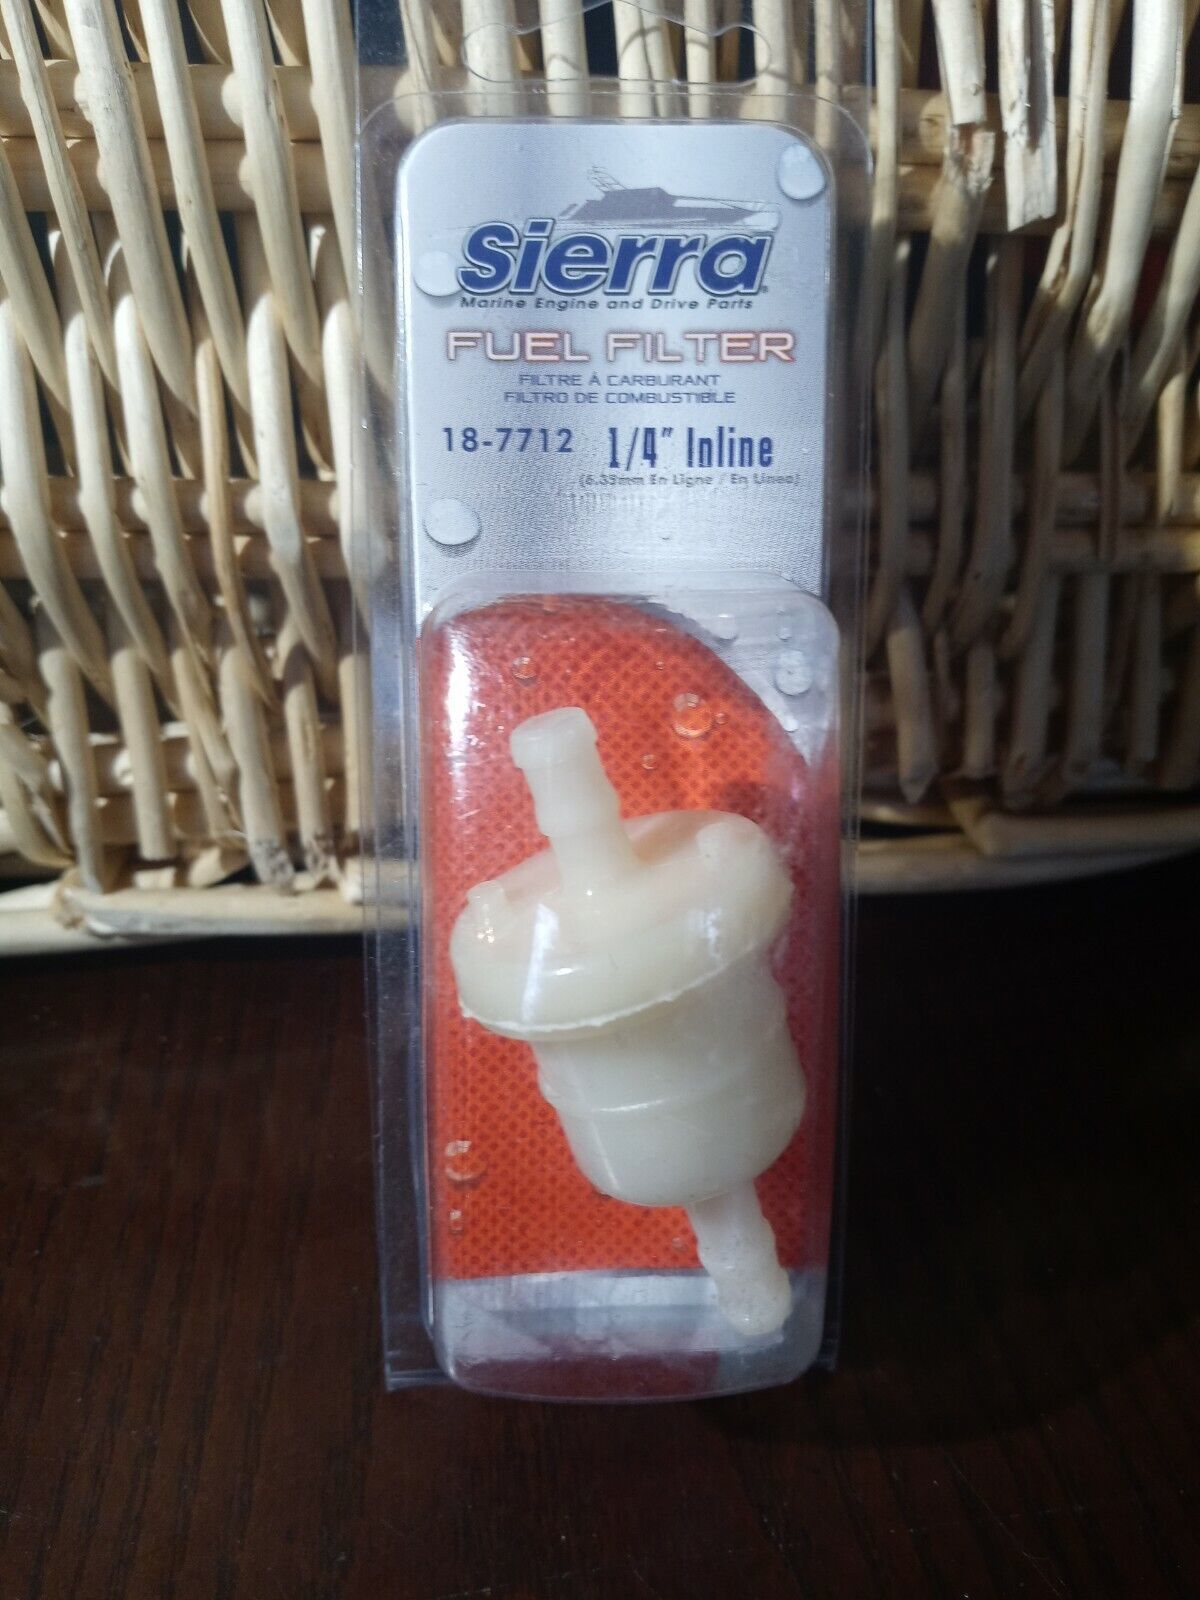 Sierra®
Marine Engine and Drive Parts
FUEL FILTER
FILTRE À CARBURANT
FILTRO DE COMBUSTIBLE
18-7712 1/4" Inline
(6.35mm En Ligne / En Linea)